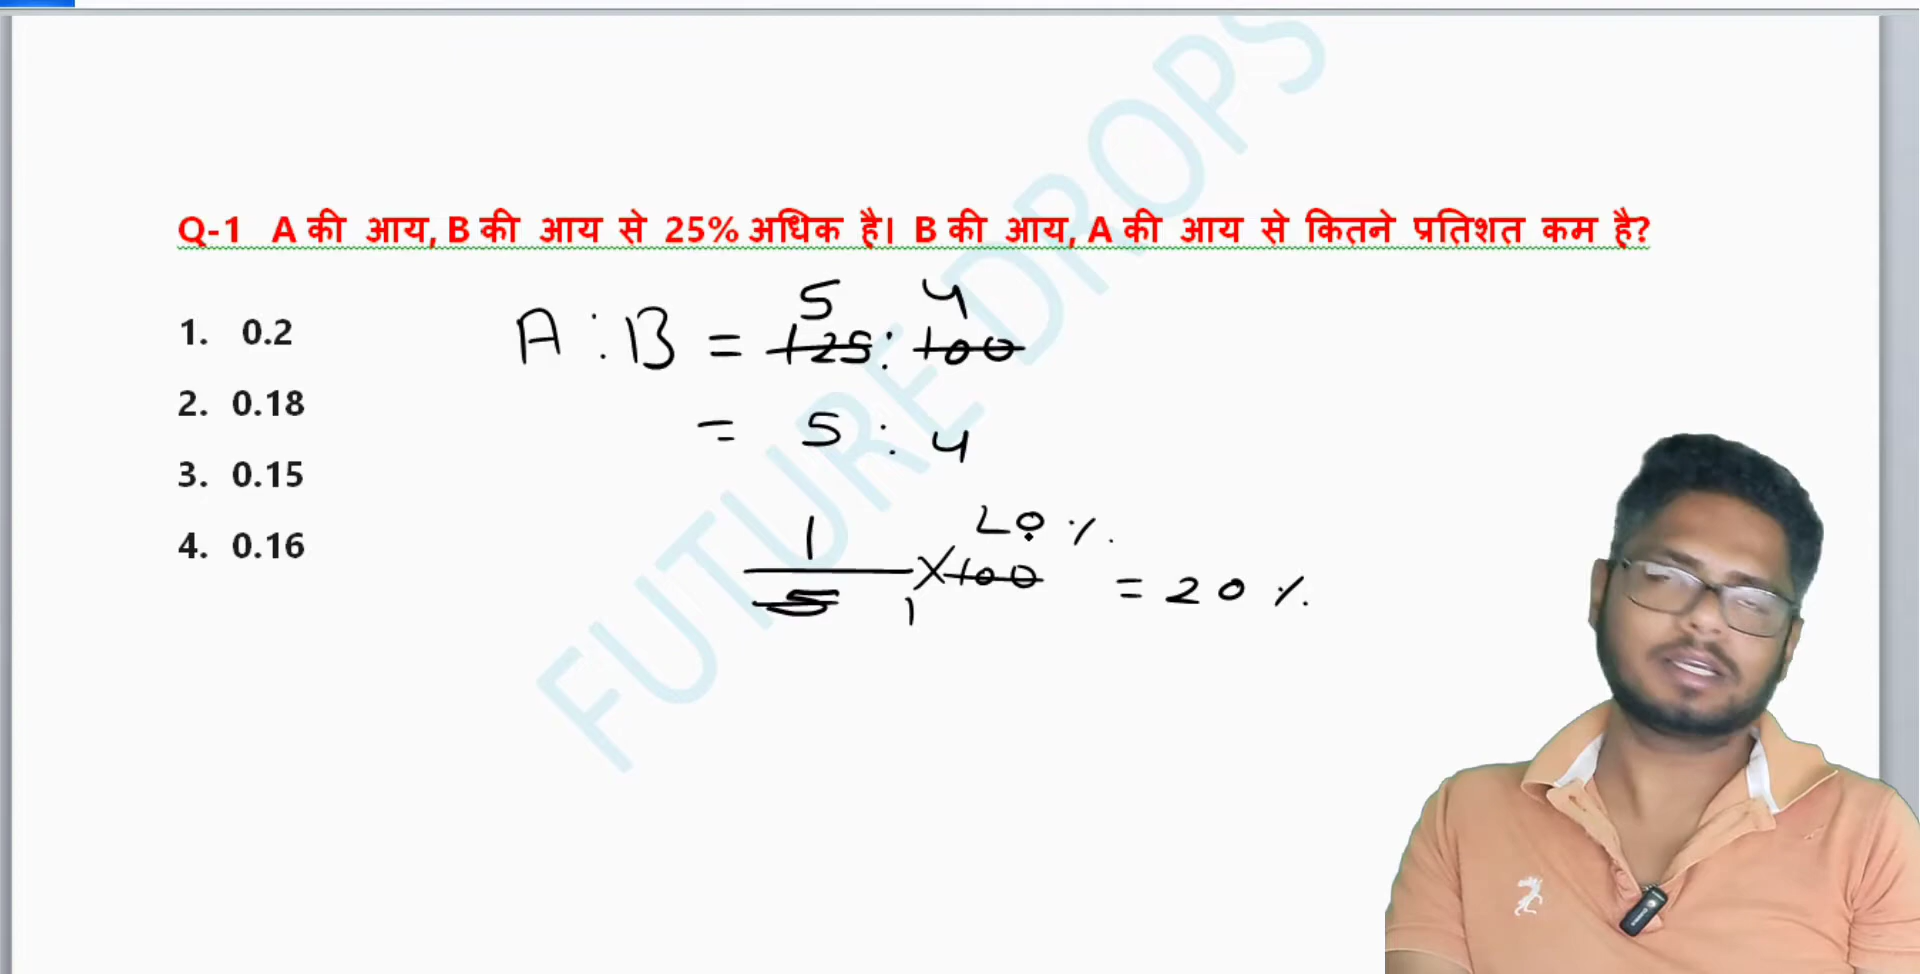 Q-1 A की आय, B की आय से 25% अधिक है। B की आय, A की आय से कितने प्रतिशत कम है?
1. 0.2
2. 0.18
3. 0.15
4. 0.16
5 4
A : B = 125 : 100
= 5 : 4
1 20 %
5 1 × 100 = 20 %
FUTURE DROPS